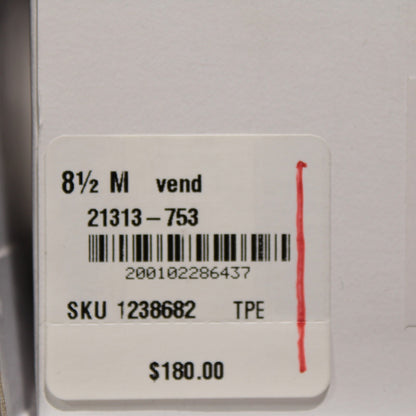 8½ M vend
21313-753
200102286437
SKU 1238682 TPE
$180.00